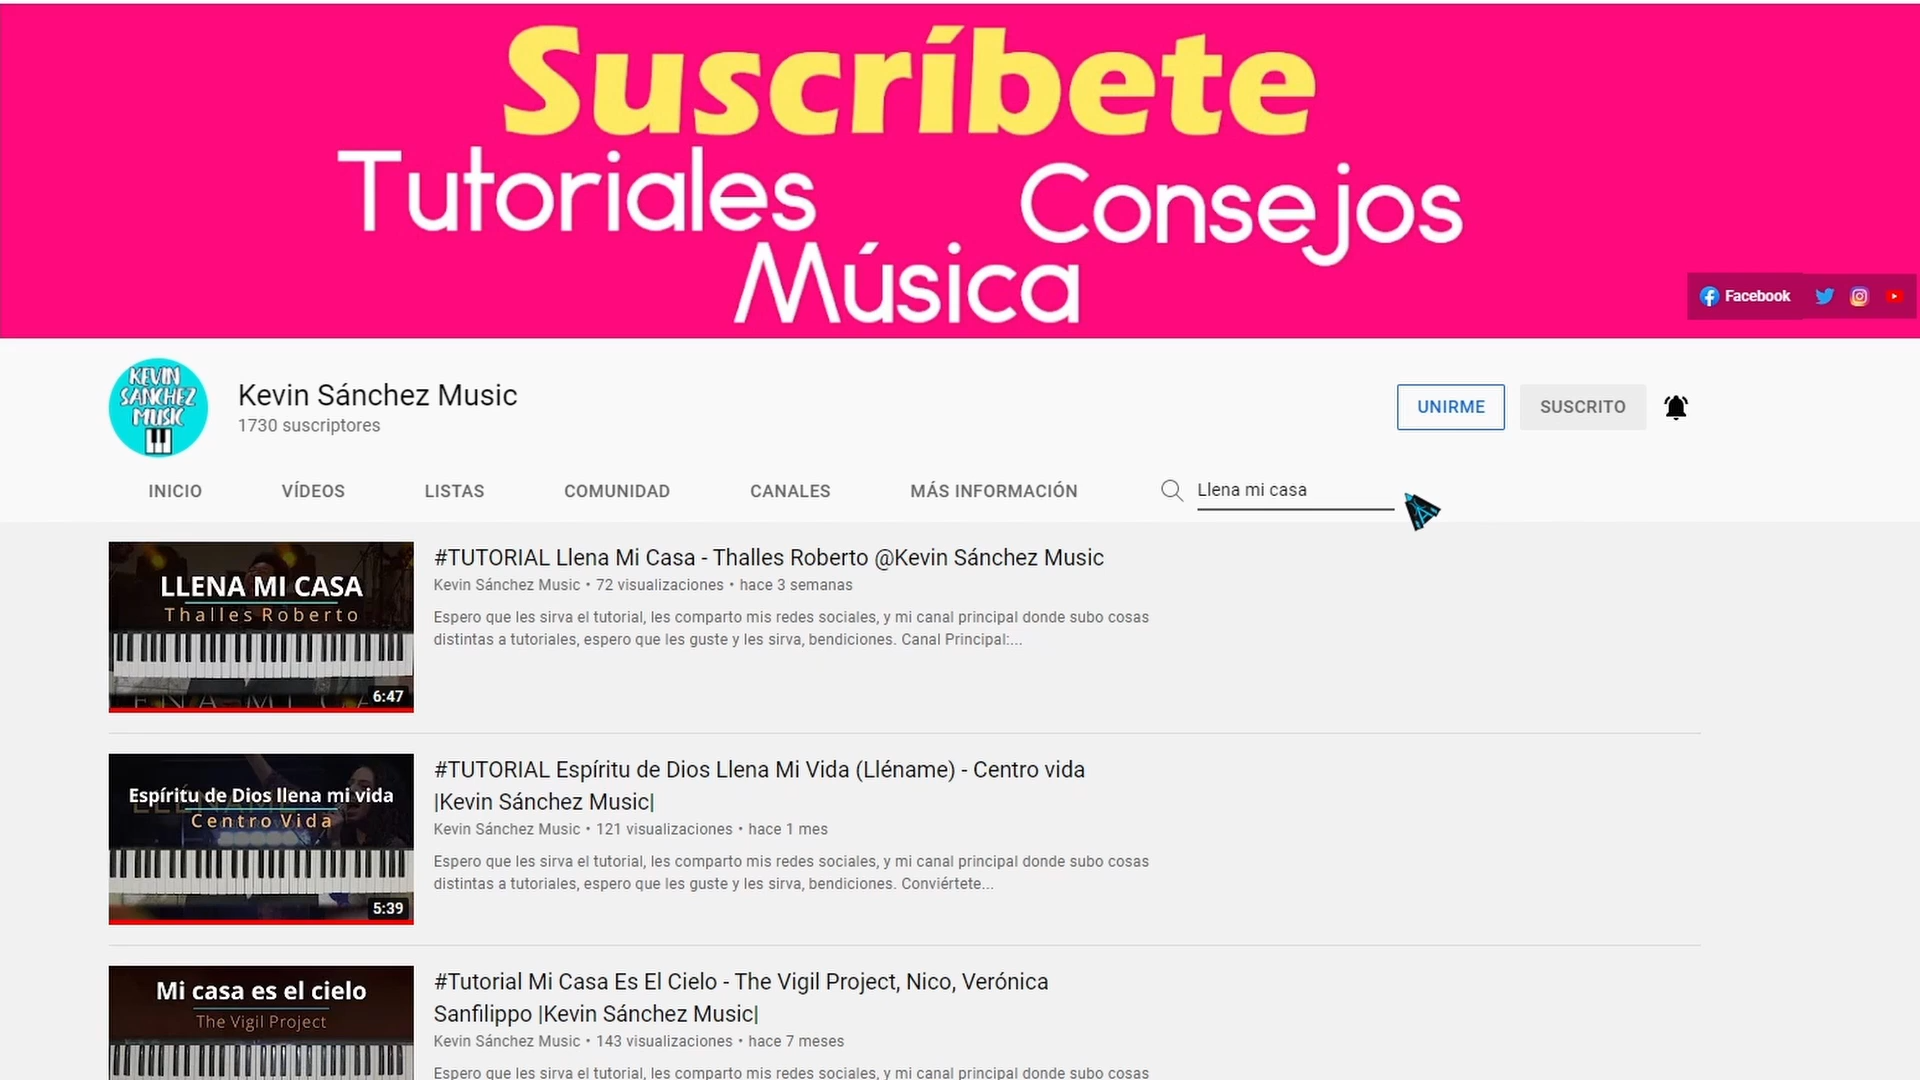 Suscríbete
Tutoriales Consejos
Música
Facebook
KEVIN
SÁNCHEZ
MUSIC
Kevin Sánchez Music
1730 suscriptores
UNIRME SUSCRITO
INICIO VÍDEOS LISTAS COMUNIDAD CANALES MÁS INFORMACIÓN Llena mi casa
LLENA MI CASA
Thalles Roberto
6:47
#TUTORIAL Llena Mi Casa - Thalles Roberto @Kevin Sánchez Music
Kevin Sánchez Music • 72 visualizaciones • hace 3 semanas
Espero que les sirva el tutorial, les comparto mis redes sociales, y mi canal principal donde subo cosas
distintas a tutoriales, espero que les guste y les sirva, bendiciones. Canal Principal:...
Espíritu de Dios llena mi vida
Centro Vida
5:39
#TUTORIAL Espíritu de Dios Llena Mi Vida (Lléname) - Centro vida
|Kevin Sánchez Music|
Kevin Sánchez Music • 121 visualizaciones • hace 1 mes
Espero que les sirva el tutorial, les comparto mis redes sociales, y mi canal principal donde subo cosas
distintas a tutoriales, espero que les guste y les sirva, bendiciones. Conviértete...
Mi casa es el cielo
The Vigil Project
#Tutorial Mi Casa Es El Cielo - The Vigil Project, Nico, Verónica
Sanfilippo |Kevin Sánchez Music|
Kevin Sánchez Music • 143 visualizaciones • hace 7 meses
Espero que les sirva el tutorial, les comparto mis redes sociales, y mi canal principal donde subo cosas